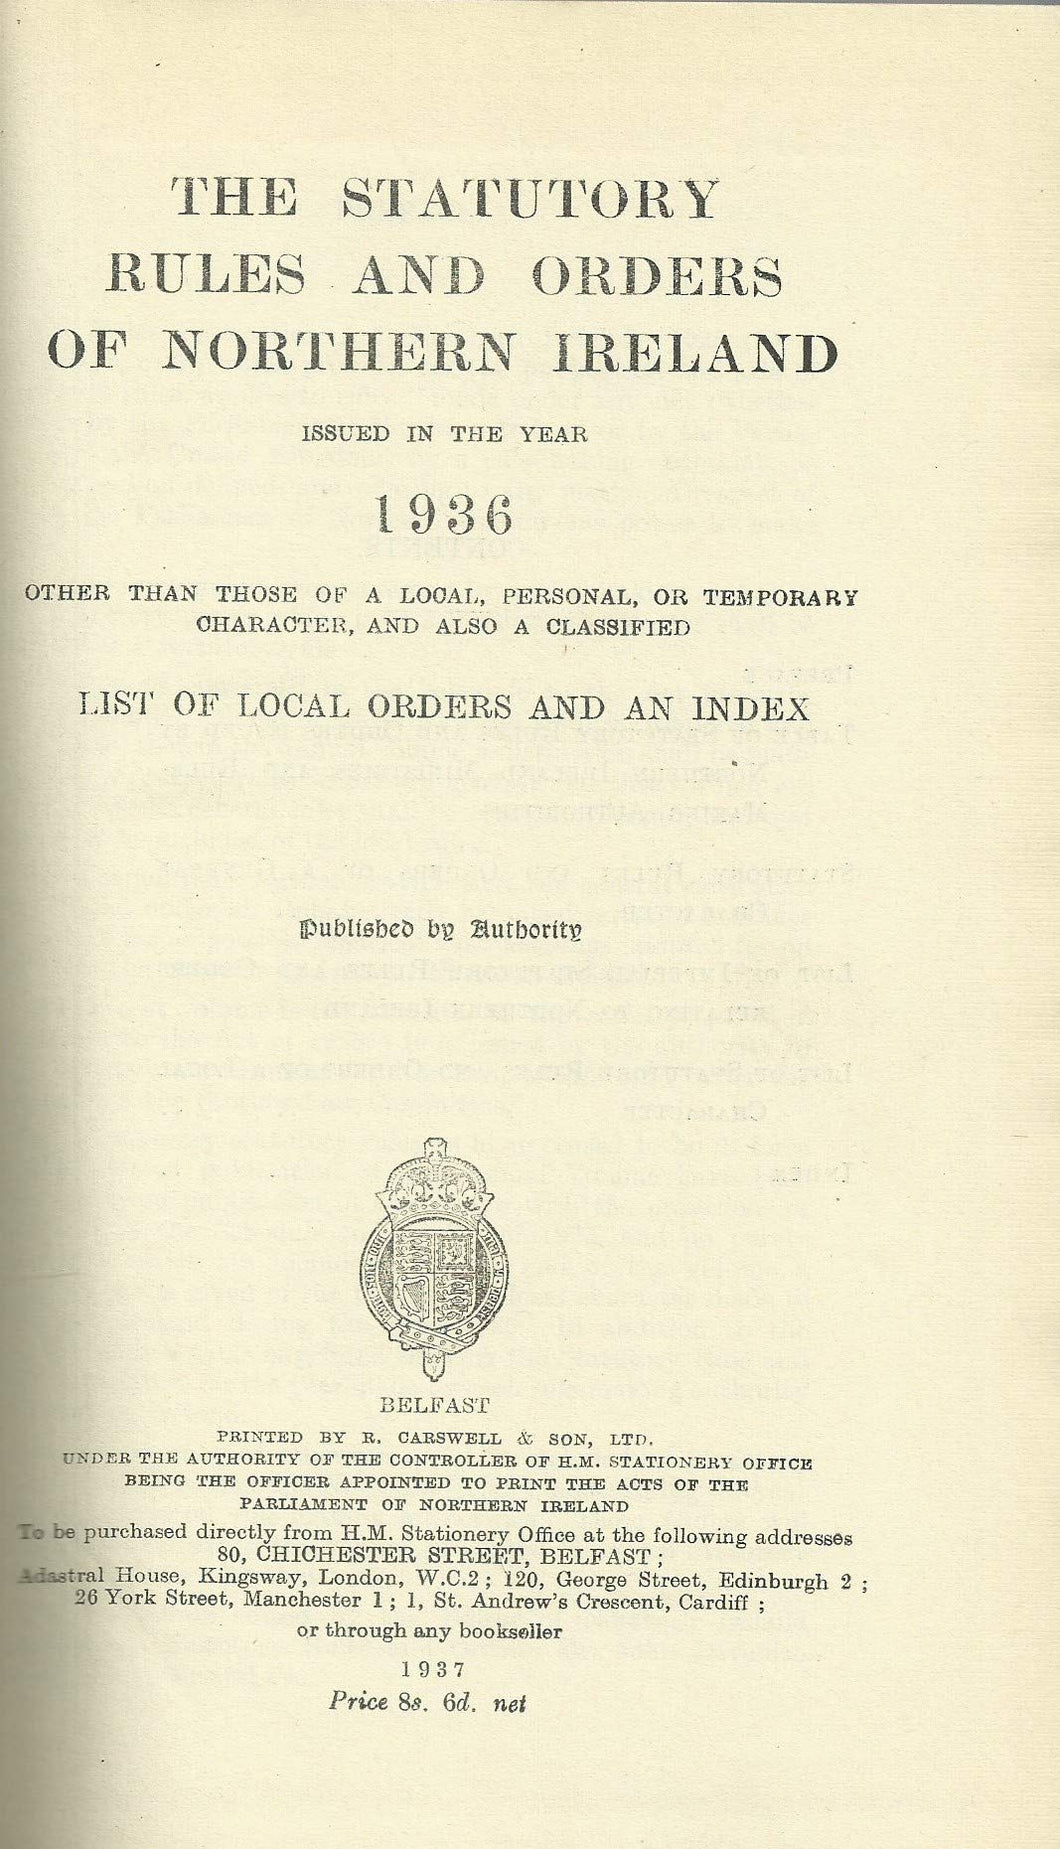 THE STATUTORY
RULES AND ORDERS
OF NORTHERN IRELAND
ISSUED IN THE YEAR
1936
OTHER THAN THOSE OF A LOCAL, PERSONAL, OR TEMPORARY
CHARACTER, AND ALSO A CLASSIFIED
LIST OF LOCAL ORDERS AND AN INDEX
Published by Authority
BELFAST
PRINTED BY R. CARSWELL & SON, LTD.
UNDER THE AUTHORITY OF THE CONTROLLER OF H.M. STATIONERY OFFICE
BEING THE OFFICER APPOINTED TO PRINT THE ACTS OF THE
PARLIAMENT OF NORTHERN IRELAND
To be purchased directly from H.M. Stationery Office at the following addresses
80, CHICHESTER STREET, BELFAST ;
Adastral House, Kingsway, London, W.C.2 ; 120, George Street, Edinburgh 2 ;
26 York Street, Manchester 1 ; 1, St. Andrew's Crescent, Cardiff ;
or through any bookseller
1937
Price 8s. 6d. net